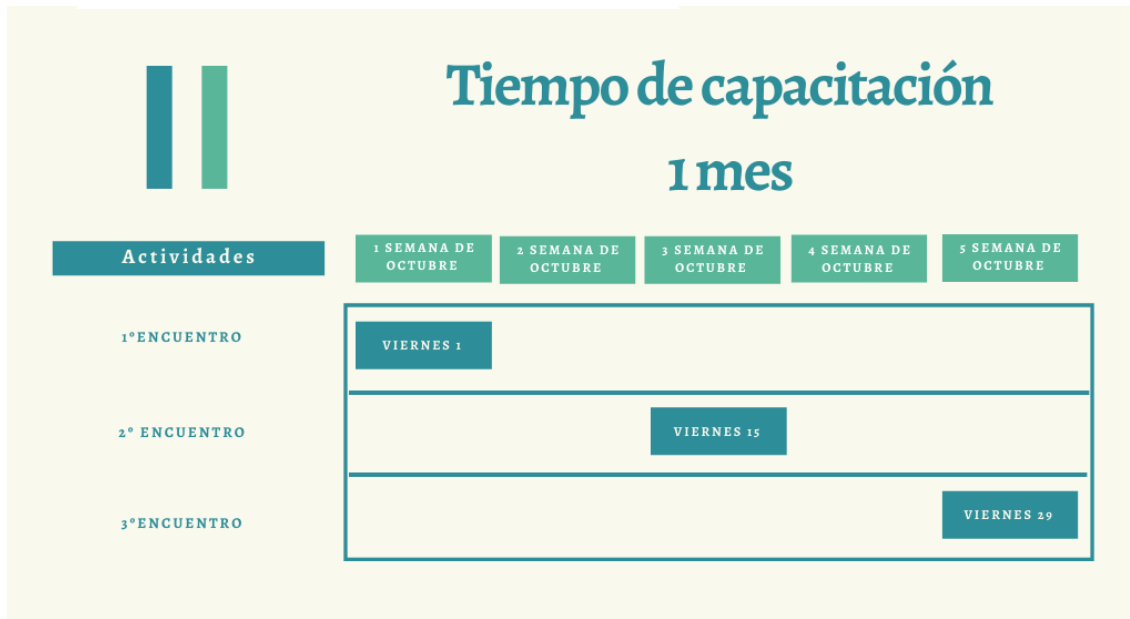 Tiempo de capacitación
1 mes
Actividades
1 SEMANA DE
OCTUBRE
2 SEMANA DE
OCTUBRE
3 SEMANA DE
OCTUBRE
4 SEMANA DE
OCTUBRE
5 SEMANA DE
OCTUBRE
1°ENCUENTRO
VIERNES 1
2° ENCUENTRO
VIERNES 15
3°ENCUENTRO
VIERNES 29